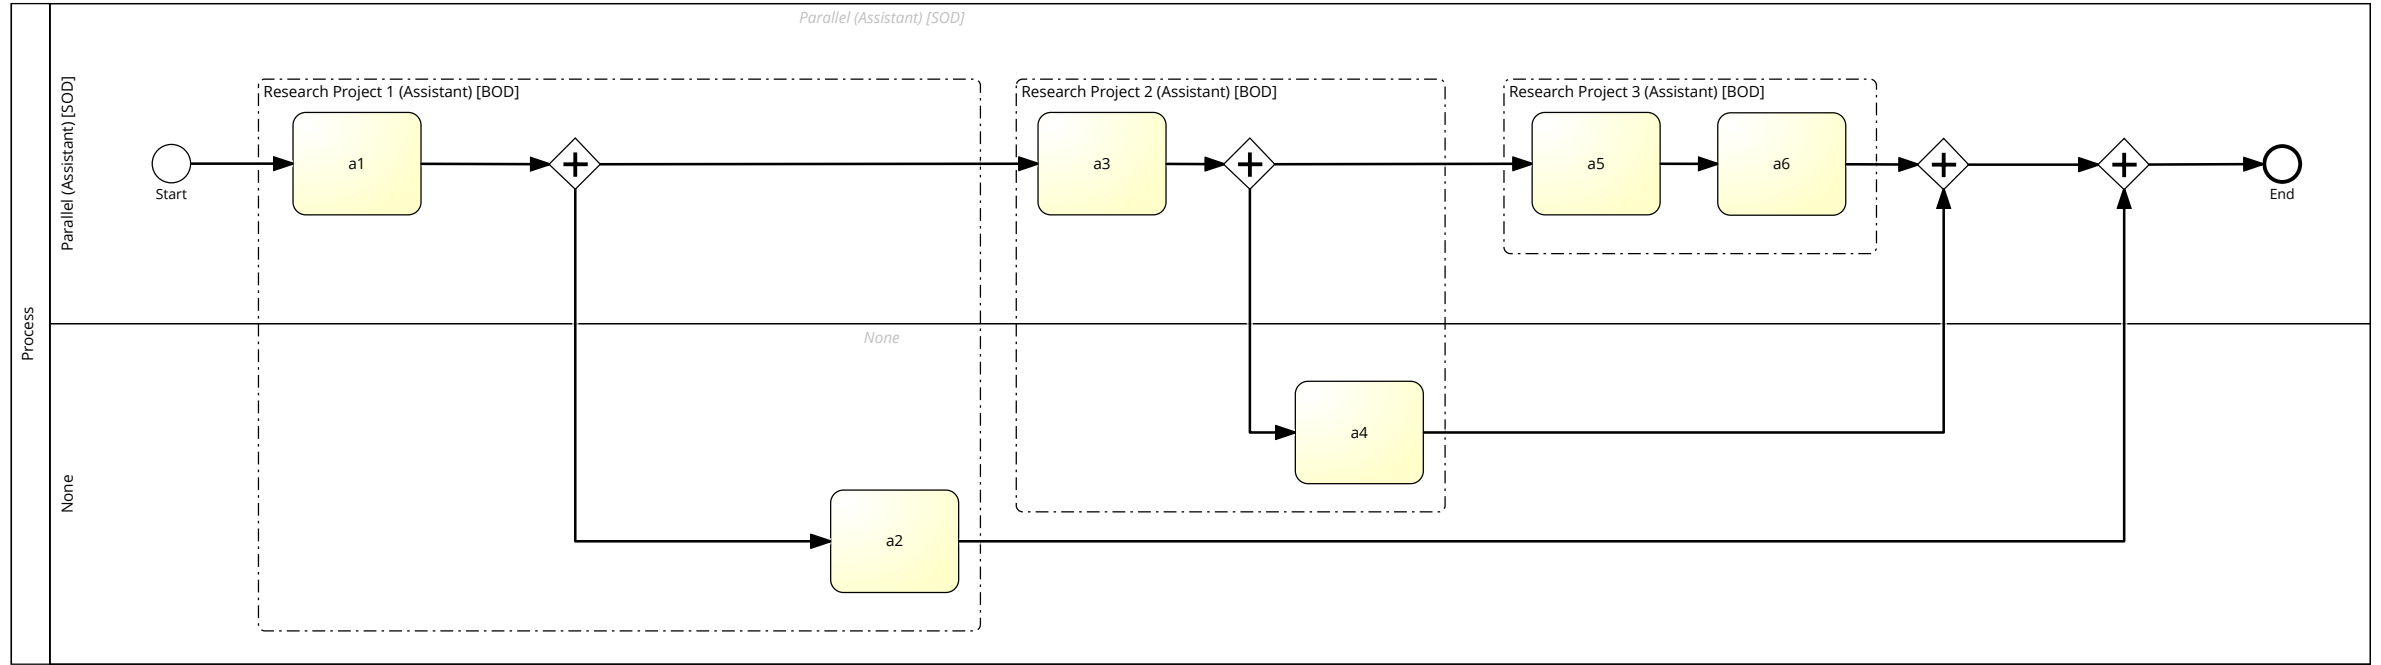 Parallel (Assistant) [SOD]
Process
Parallel (Assistant) [SOD]
Research Project 1 (Assistant) [BOD]
Research Project 2 (Assistant) [BOD]
Research Project 3 (Assistant) [BOD]
Start
a1
a3
a5
a6
End
None
None
a4
a2